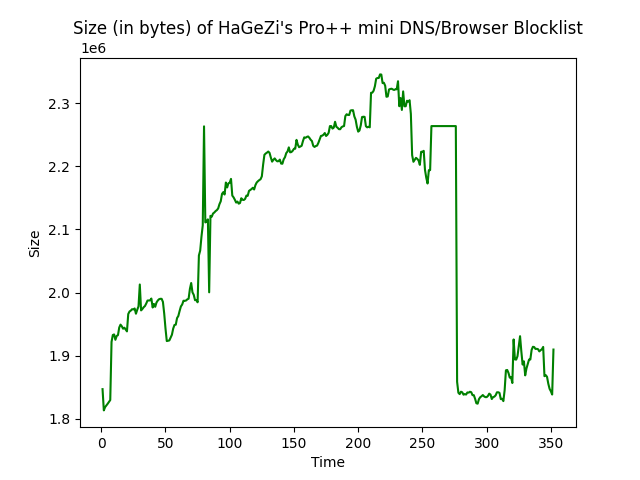 Size (in bytes) of HaGeZi's Pro++ mini DNS/Browser Blocklist
1e6
2.3
2.2
2.1
2.0
1.9
1.8
Size
0 50 100 150 200 250 300 350
Time